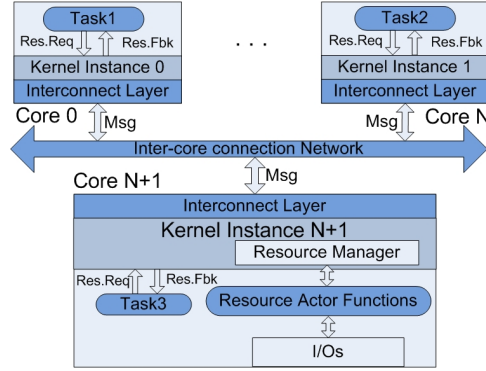 Task1
Res.Req
Res.Fbk
Kernel Instance 0
Interconnect Layer
Core 0
Msg
. . .
Task2
Res.Req
Res.Fbk
Kernel Instance 1
Interconnect Layer
Msg
Core N
Inter-core connection Network
Msg
Core N+1
Interconnect Layer
Kernel Instance N+1
Resource Manager
Res.Req
Res.Fbk
Task3
Resource Actor Functions
I/Os